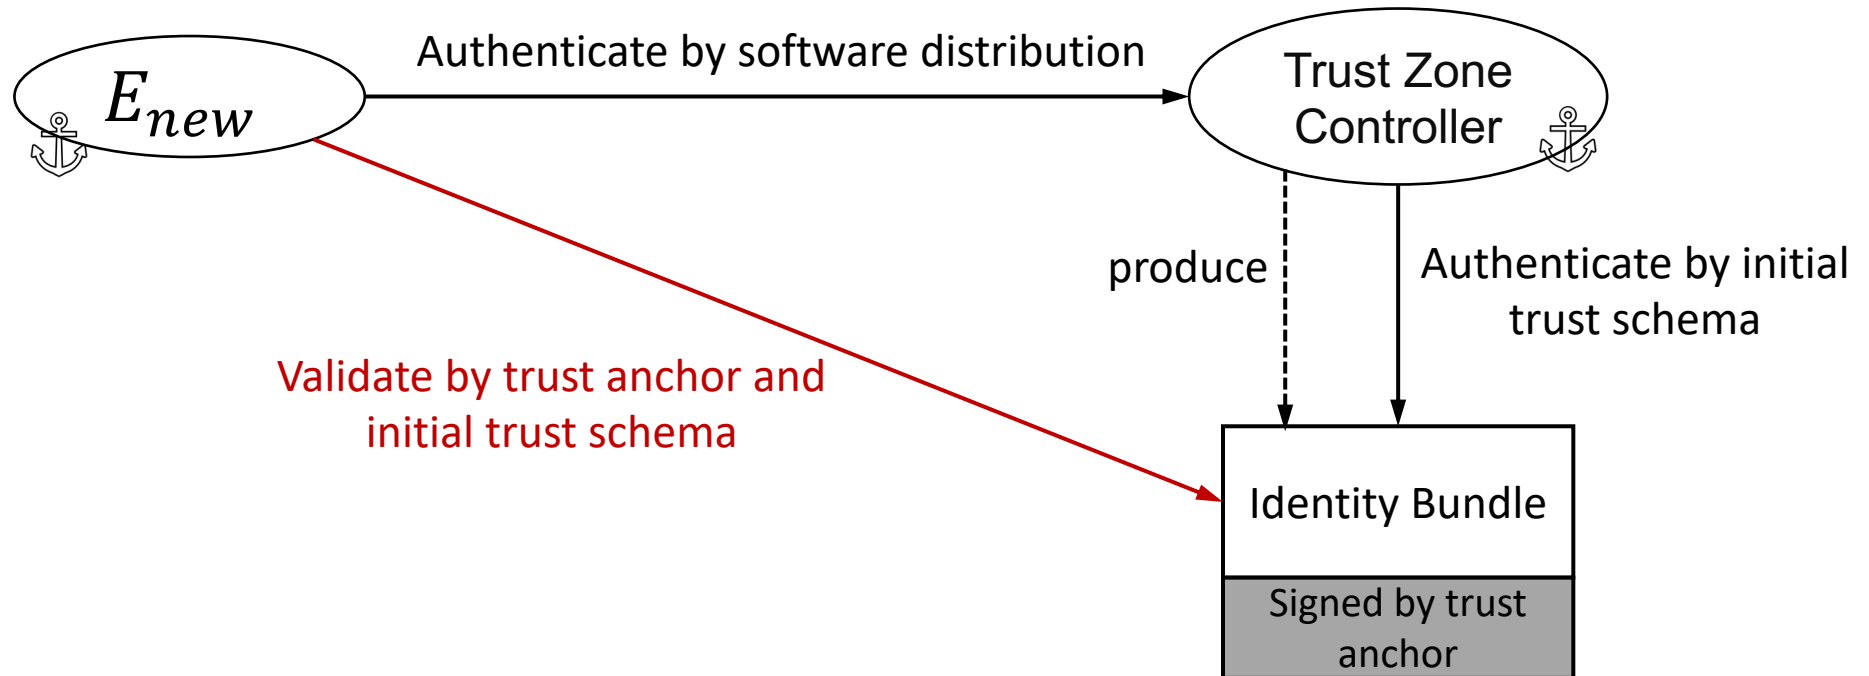 Authenticate by software distribution
E_new
Trust Zone
Controller
produce
Authenticate by initial
trust schema
Validate by trust anchor and
initial trust schema
Identity Bundle
Signed by trust
anchor